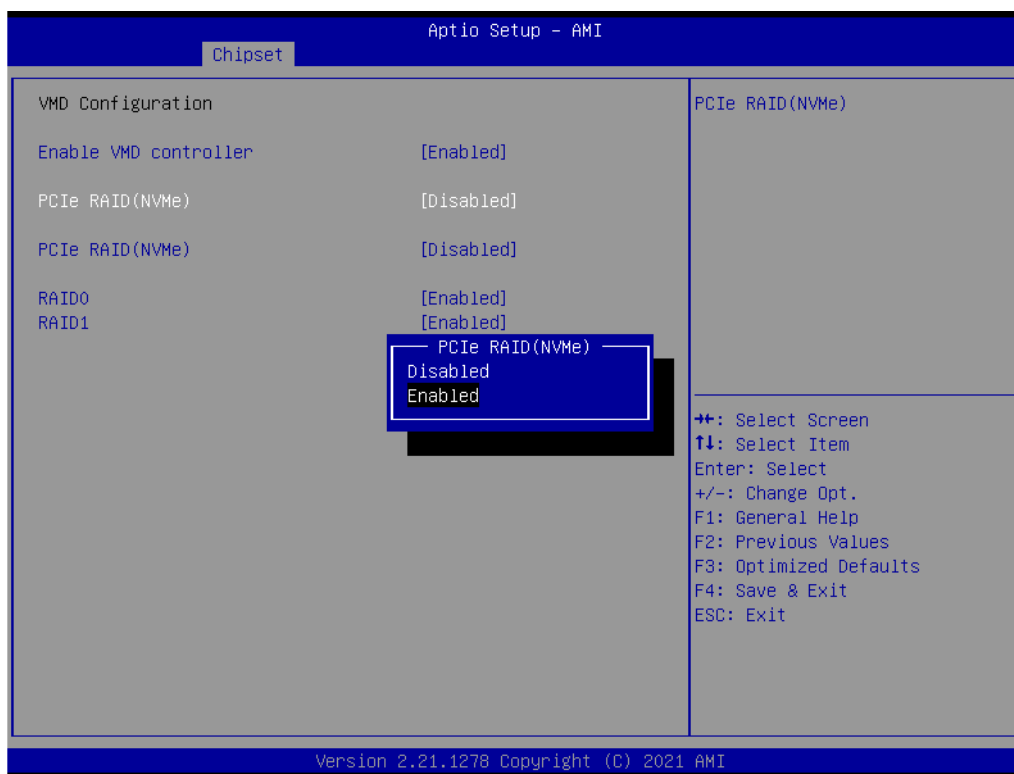 Aptio Setup – AMI
Chipset
VMD Configuration
Enable VMD controller [Enabled]
PCIe RAID(NVMe) [Disabled]
PCIe RAID(NVMe) [Disabled]
RAID0 [Enabled]
RAID1 [Enabled]
PCIe RAID(NVMe)
Disabled
Enabled
PCIe RAID(NVMe)
→←: Select Screen
↑↓: Select Item
Enter: Select
+/-: Change Opt.
F1: General Help
F2: Previous Values
F3: Optimized Defaults
F4: Save & Exit
ESC: Exit
Version 2.21.1278 Copyright (C) 2021 AMI